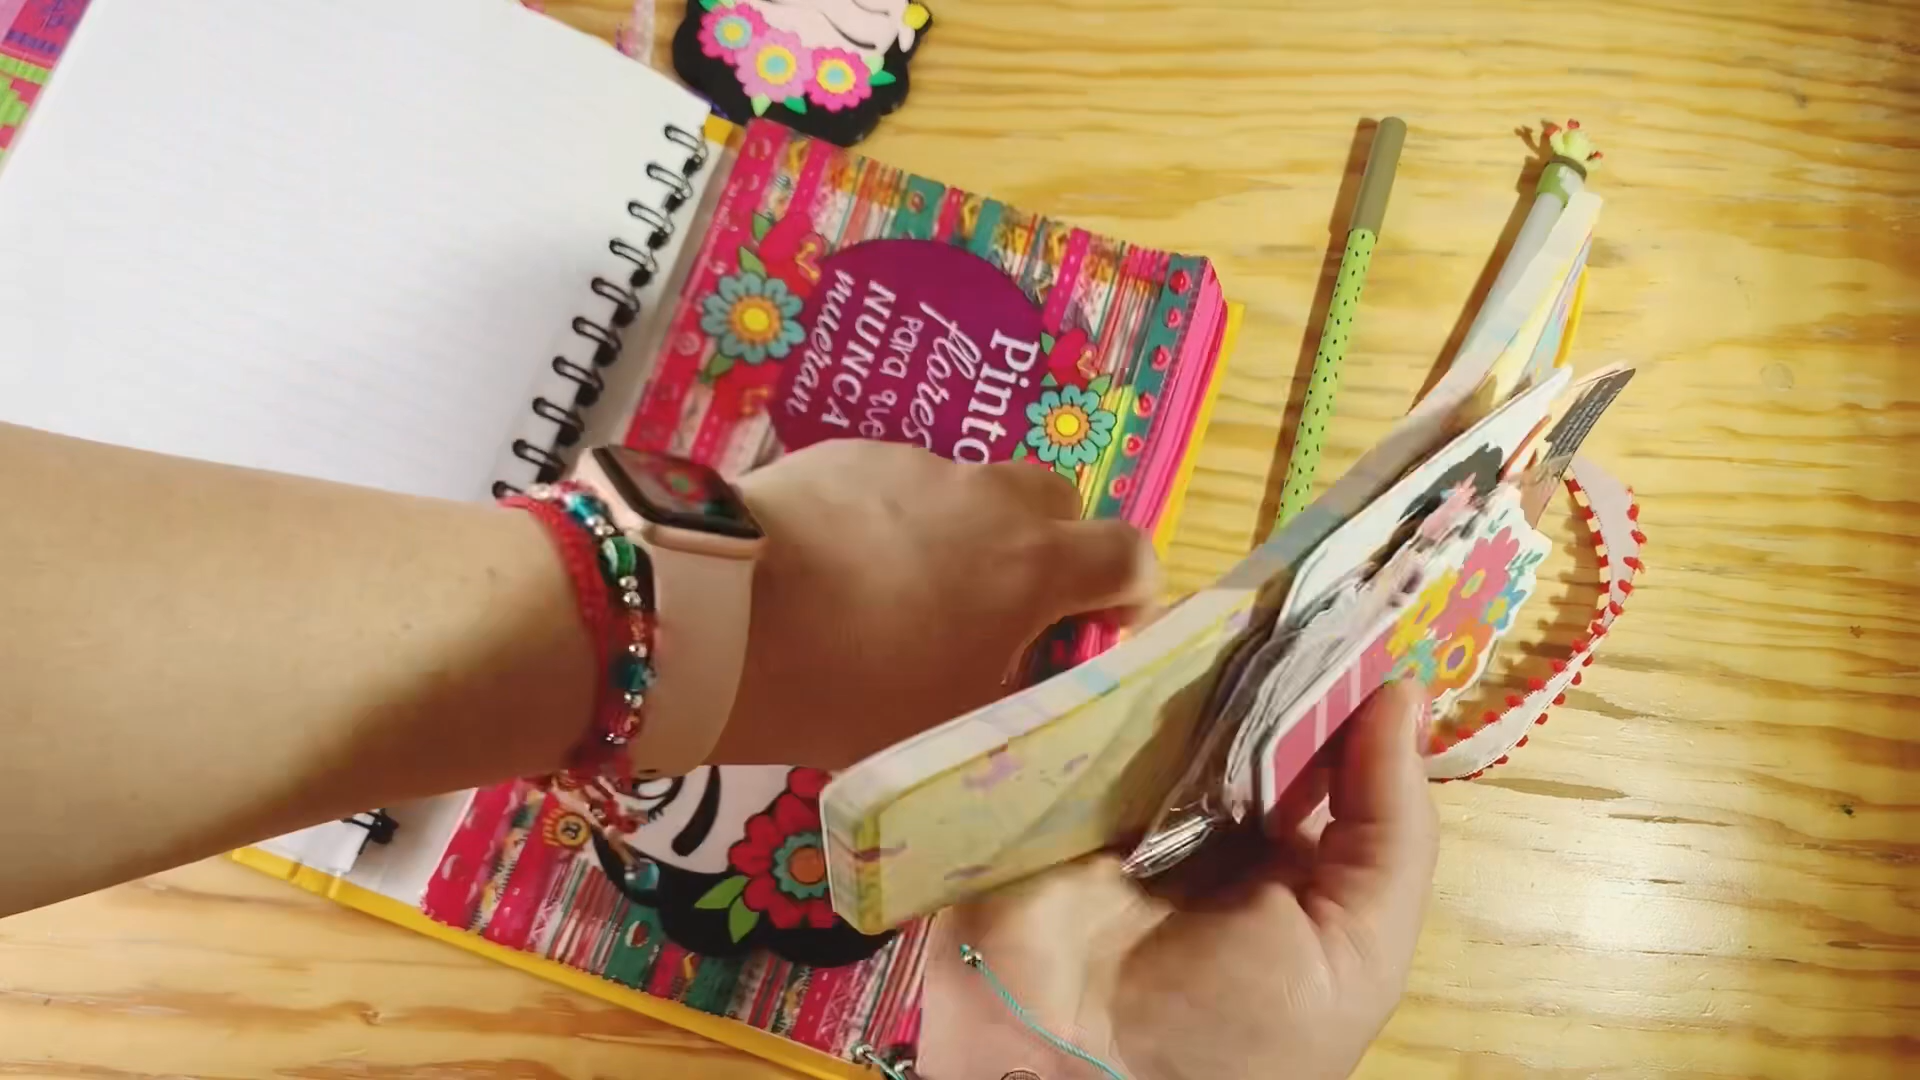 Pinto
flores
para que
NUNCA
mueran